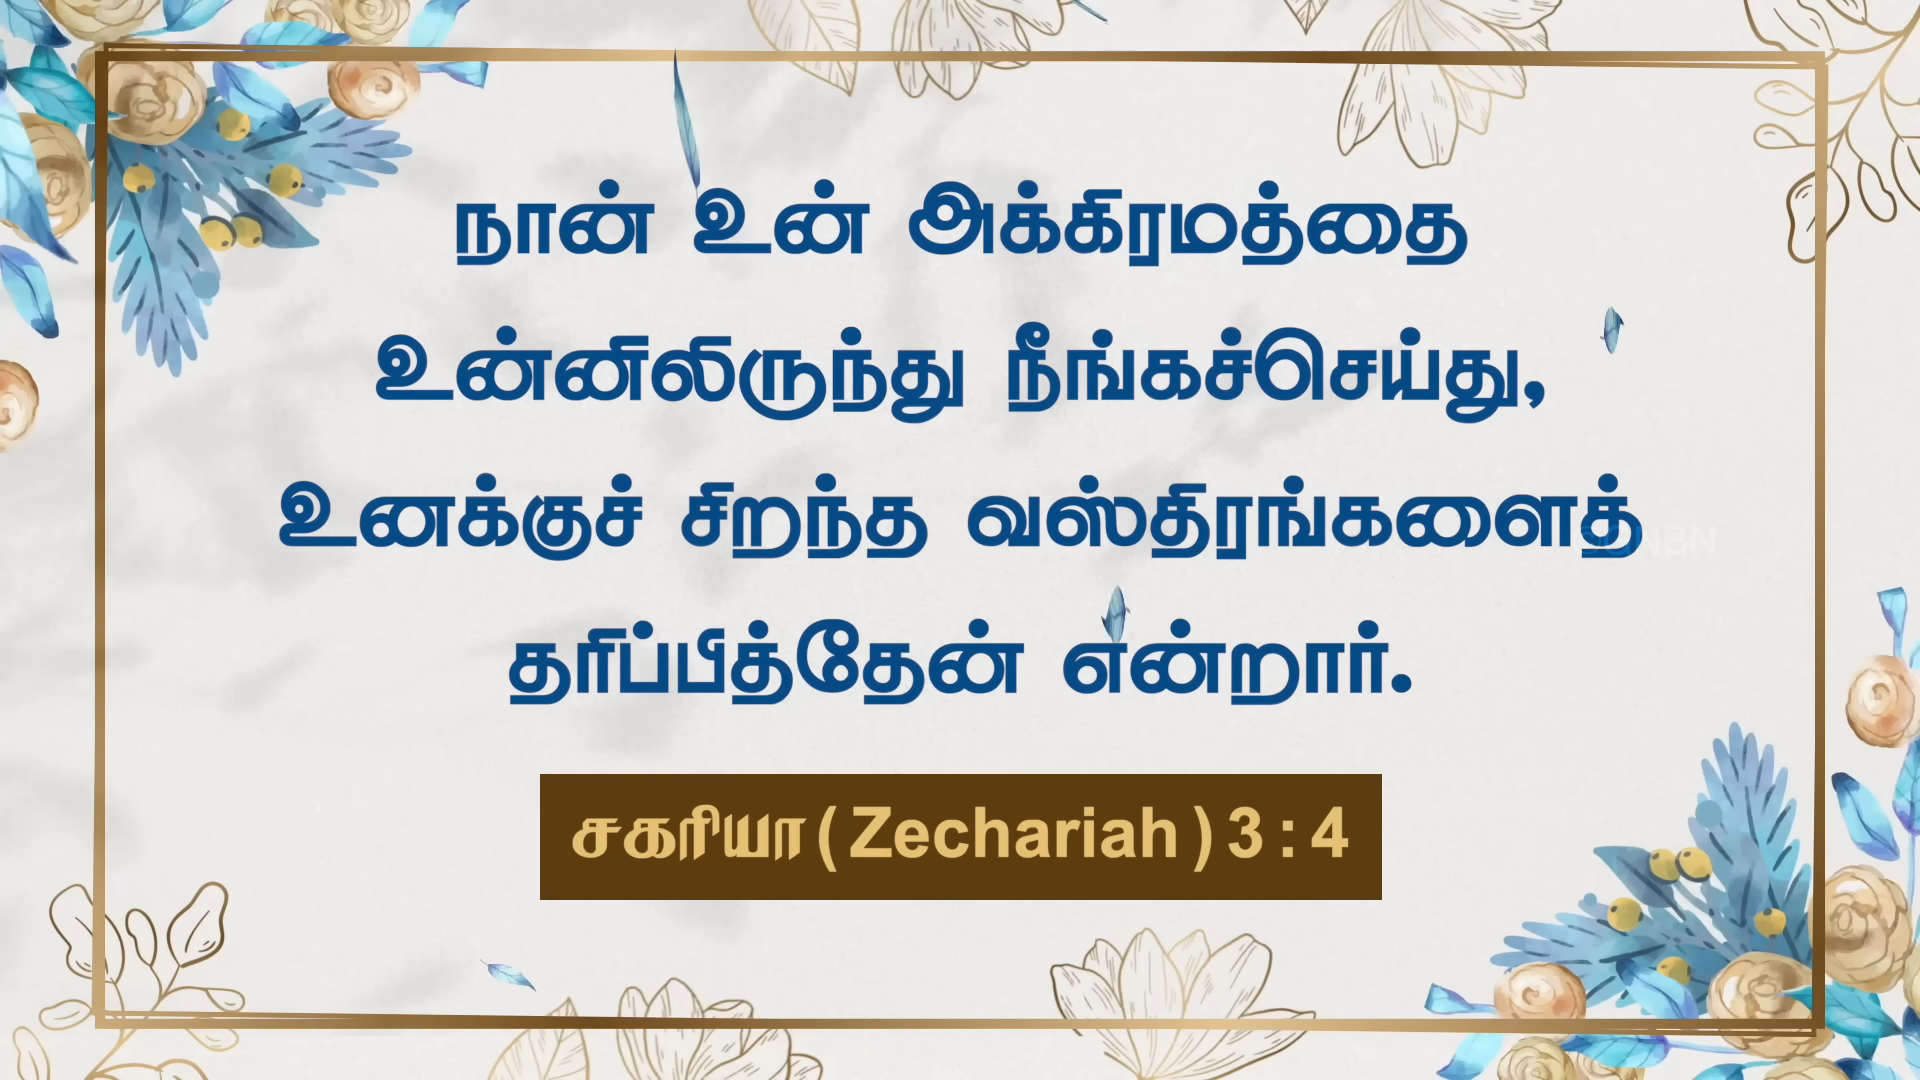 நான் உன் அக்கிரமத்தை
உன்னிலிருந்து நீங்கச்செய்து,
உனக்குச் சிறந்த வஸ்திரங்களைத்
தரிப்பித்தேன் என்றார்.
சகரியா(Zechariah)3:4